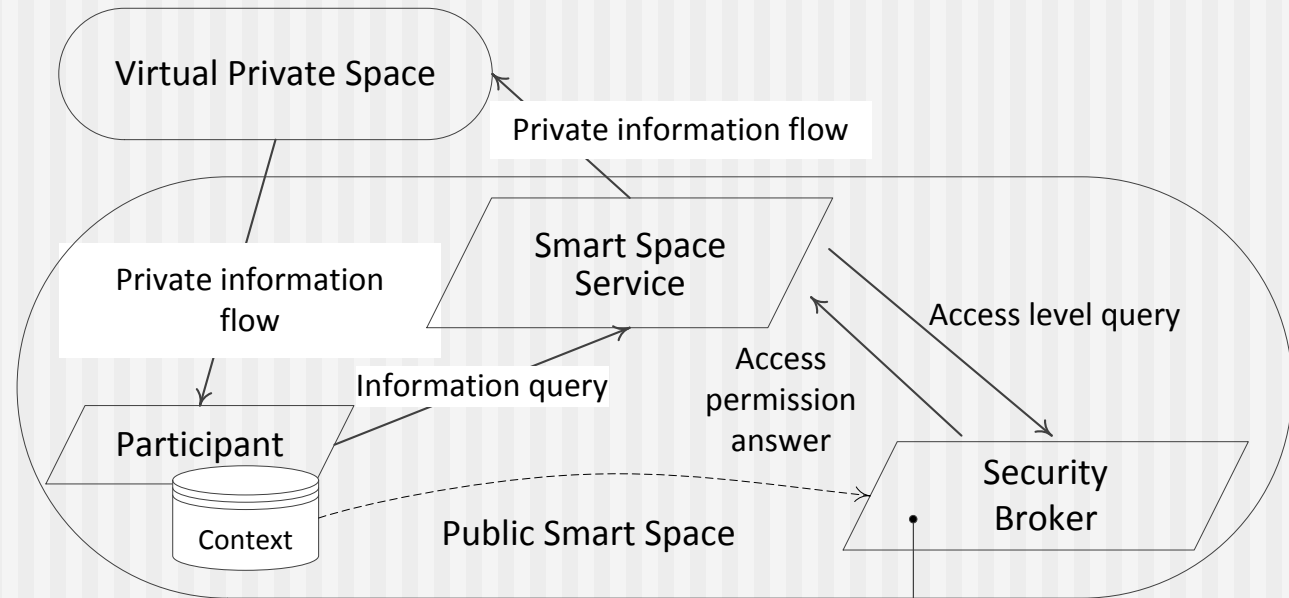 Virtual Private Space
Private information flow
Smart Space
Service
Private information
flow
Access level query
Access
permission
answer
Information query
Participant
Security
Broker
Context
Public Smart Space